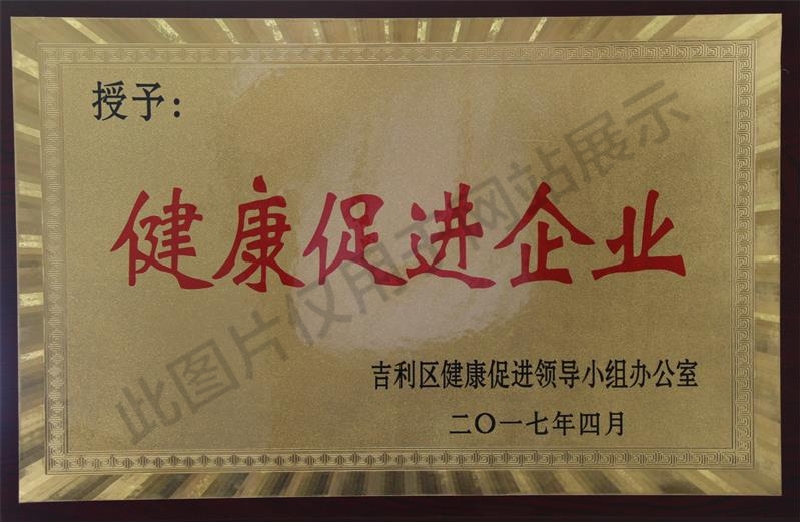 授予：
健康促进企业
吉利区健康促进领导小组办公室
二〇一七年四月
此图片仅用于网站展示